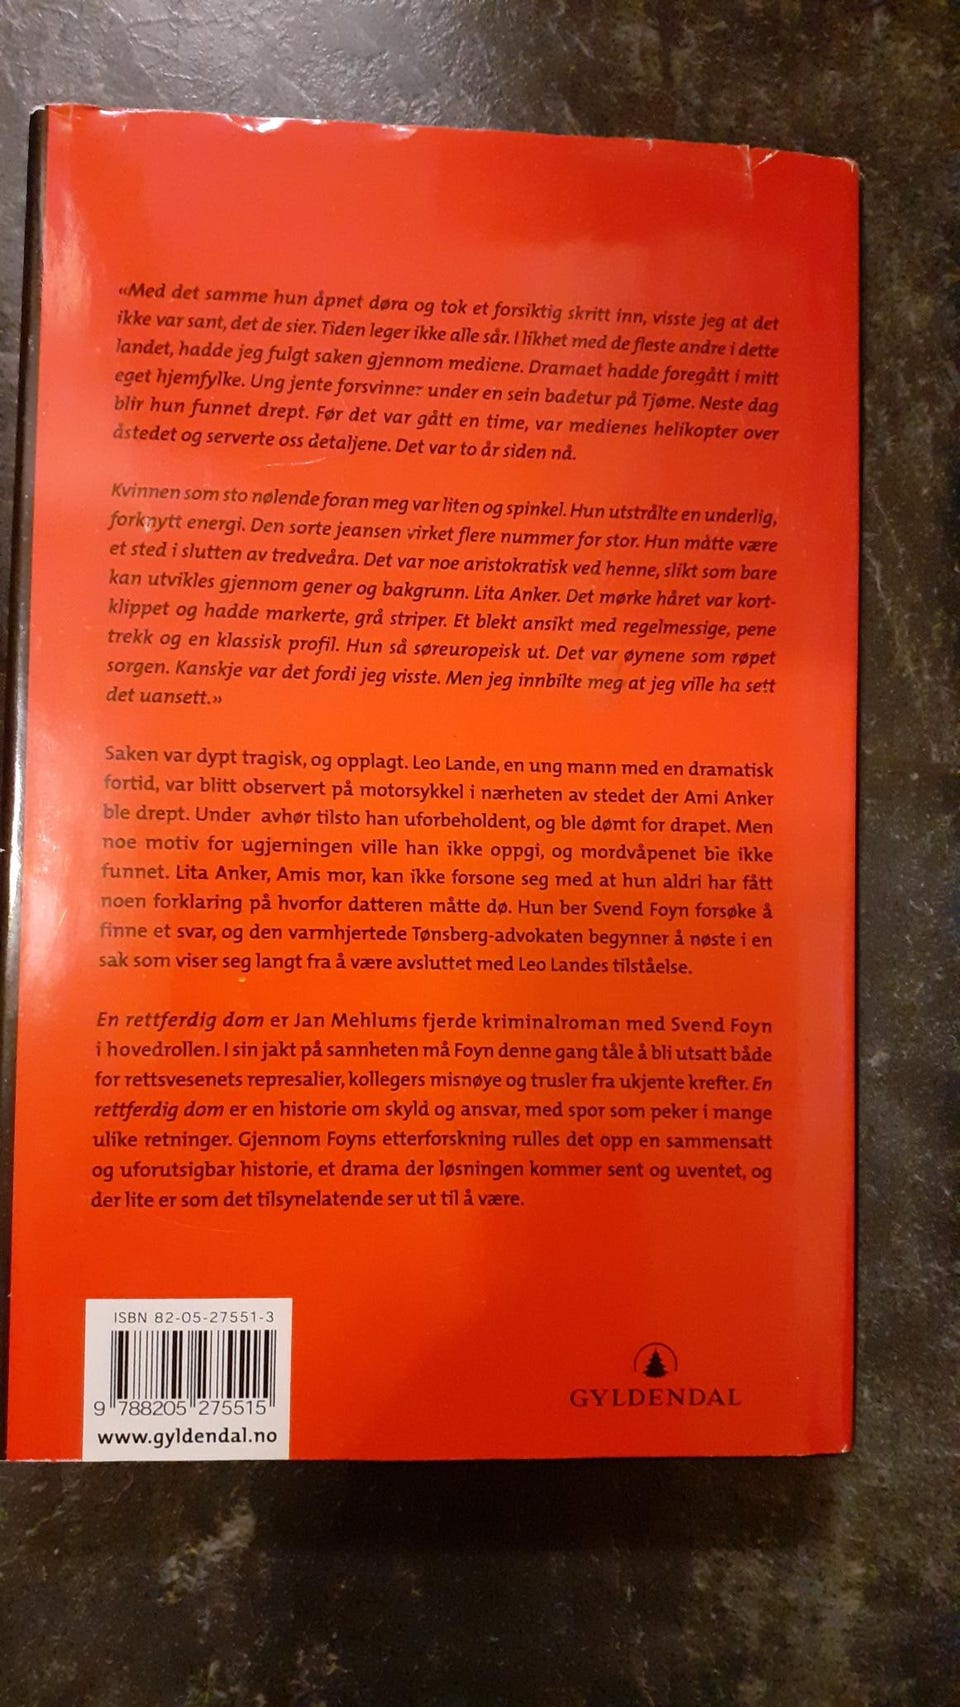 «Med det samme hun åpnet døra og tok et forsiktig skritt inn, visste jeg at det
ikke var sant, det de sier. Tiden leger ikke alle sår. I likhet med de fleste andre i dette
landet, hadde jeg fulgt saken gjennom mediene. Dramaet hadde foregått i mitt
eget hjemfylke. Ung jente forsvinner under en sein badetur på Tjøme. Neste dag
blir hun funnet drept. Før det var gått en time, var medienes helikopter over
åstedet og serverte oss detaljene. Det var to år siden nå.
Kvinnen som sto nølende foran meg var liten og spinkel. Hun utstrålte en underlig,
forknytt energi. Den sorte jeansen virket flere nummer for stor. Hun måtte være
et sted i slutten av tredveåra. Det var noe aristokratisk ved henne, slikt som bare
kan utvikles gjennom gener og bakgrunn. Lita Anker. Det mørke håret var kort-
klippet og hadde markerte, grå striper. Et blekt ansikt med regelmessige, pene
trekk og en klassisk profil. Hun så søreuropeisk ut. Det var øynene som røpet
sorgen. Kanskje var det fordi jeg visste. Men jeg innbilte meg at jeg ville ha sett
det uansett.»
Saken var dypt tragisk, og opplagt. Leo Lande, en ung mann med en dramatisk
fortid, var blitt observert på motorsykkel i nærheten av stedet der Ami Anker
ble drept. Under avhør tilsto han uforbeholdent, og ble dømt for drapet. Men
noe motiv for ugjerningen ville han ikke oppgi, og mordvåpenet ble ikke
funnet. Lita Anker, Amis mor, kan ikke forsone seg med at hun aldri har fått
noen forklaring på hvorfor datteren måtte dø. Hun ber Svend Foyn forsøke å
finne et svar, og den varmhjertede Tønsberg-advokaten begynner å nøste i en
sak som viser seg langt fra å være avsluttet med Leo Landes tilståelse.
En rettferdig dom er Jan Mehlums fjerde kriminalroman med Svend Foyn
i hovedrollen. I sin jakt på sannheten må Foyn denne gang tåle å bli utsatt både
for rettsvesenets represalier, kollegers misnøye og trusler fra ukjente krefter. En
rettferdig dom er en historie om skyld og ansvar, med spor som peker i mange
ulike retninger. Gjennom Foyns etterforskning rulles det opp en sammensatt
og uforutsigbar historie, et drama der løsningen kommer sent og uventet, og
der lite er som det tilsynelatende ser ut til å være.
ISBN 82-05-27551-3
9 788205 275515
www.gyldendal.no
GYLDENDAL